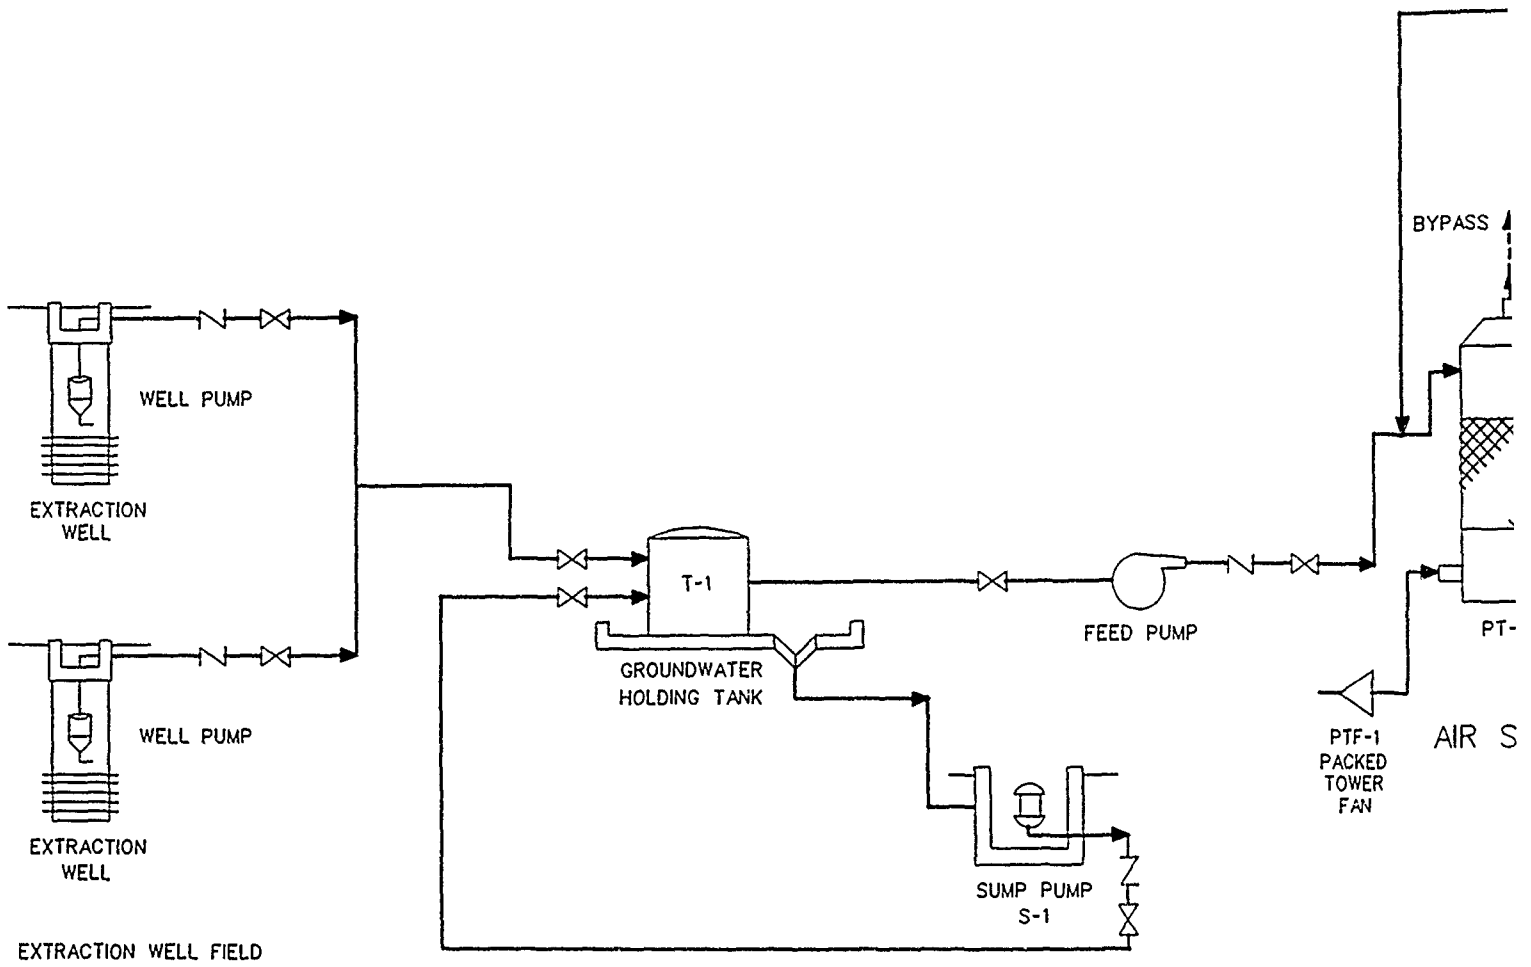 BYPASS
WELL PUMP
EXTRACTION
WELL
T-1
GROUNDWATER
HOLDING TANK
FEED PUMP
PT-
WELL PUMP
EXTRACTION
WELL
PTF-1
PACKED
TOWER
FAN
AIR S
SUMP PUMP
S-1
EXTRACTION WELL FIELD